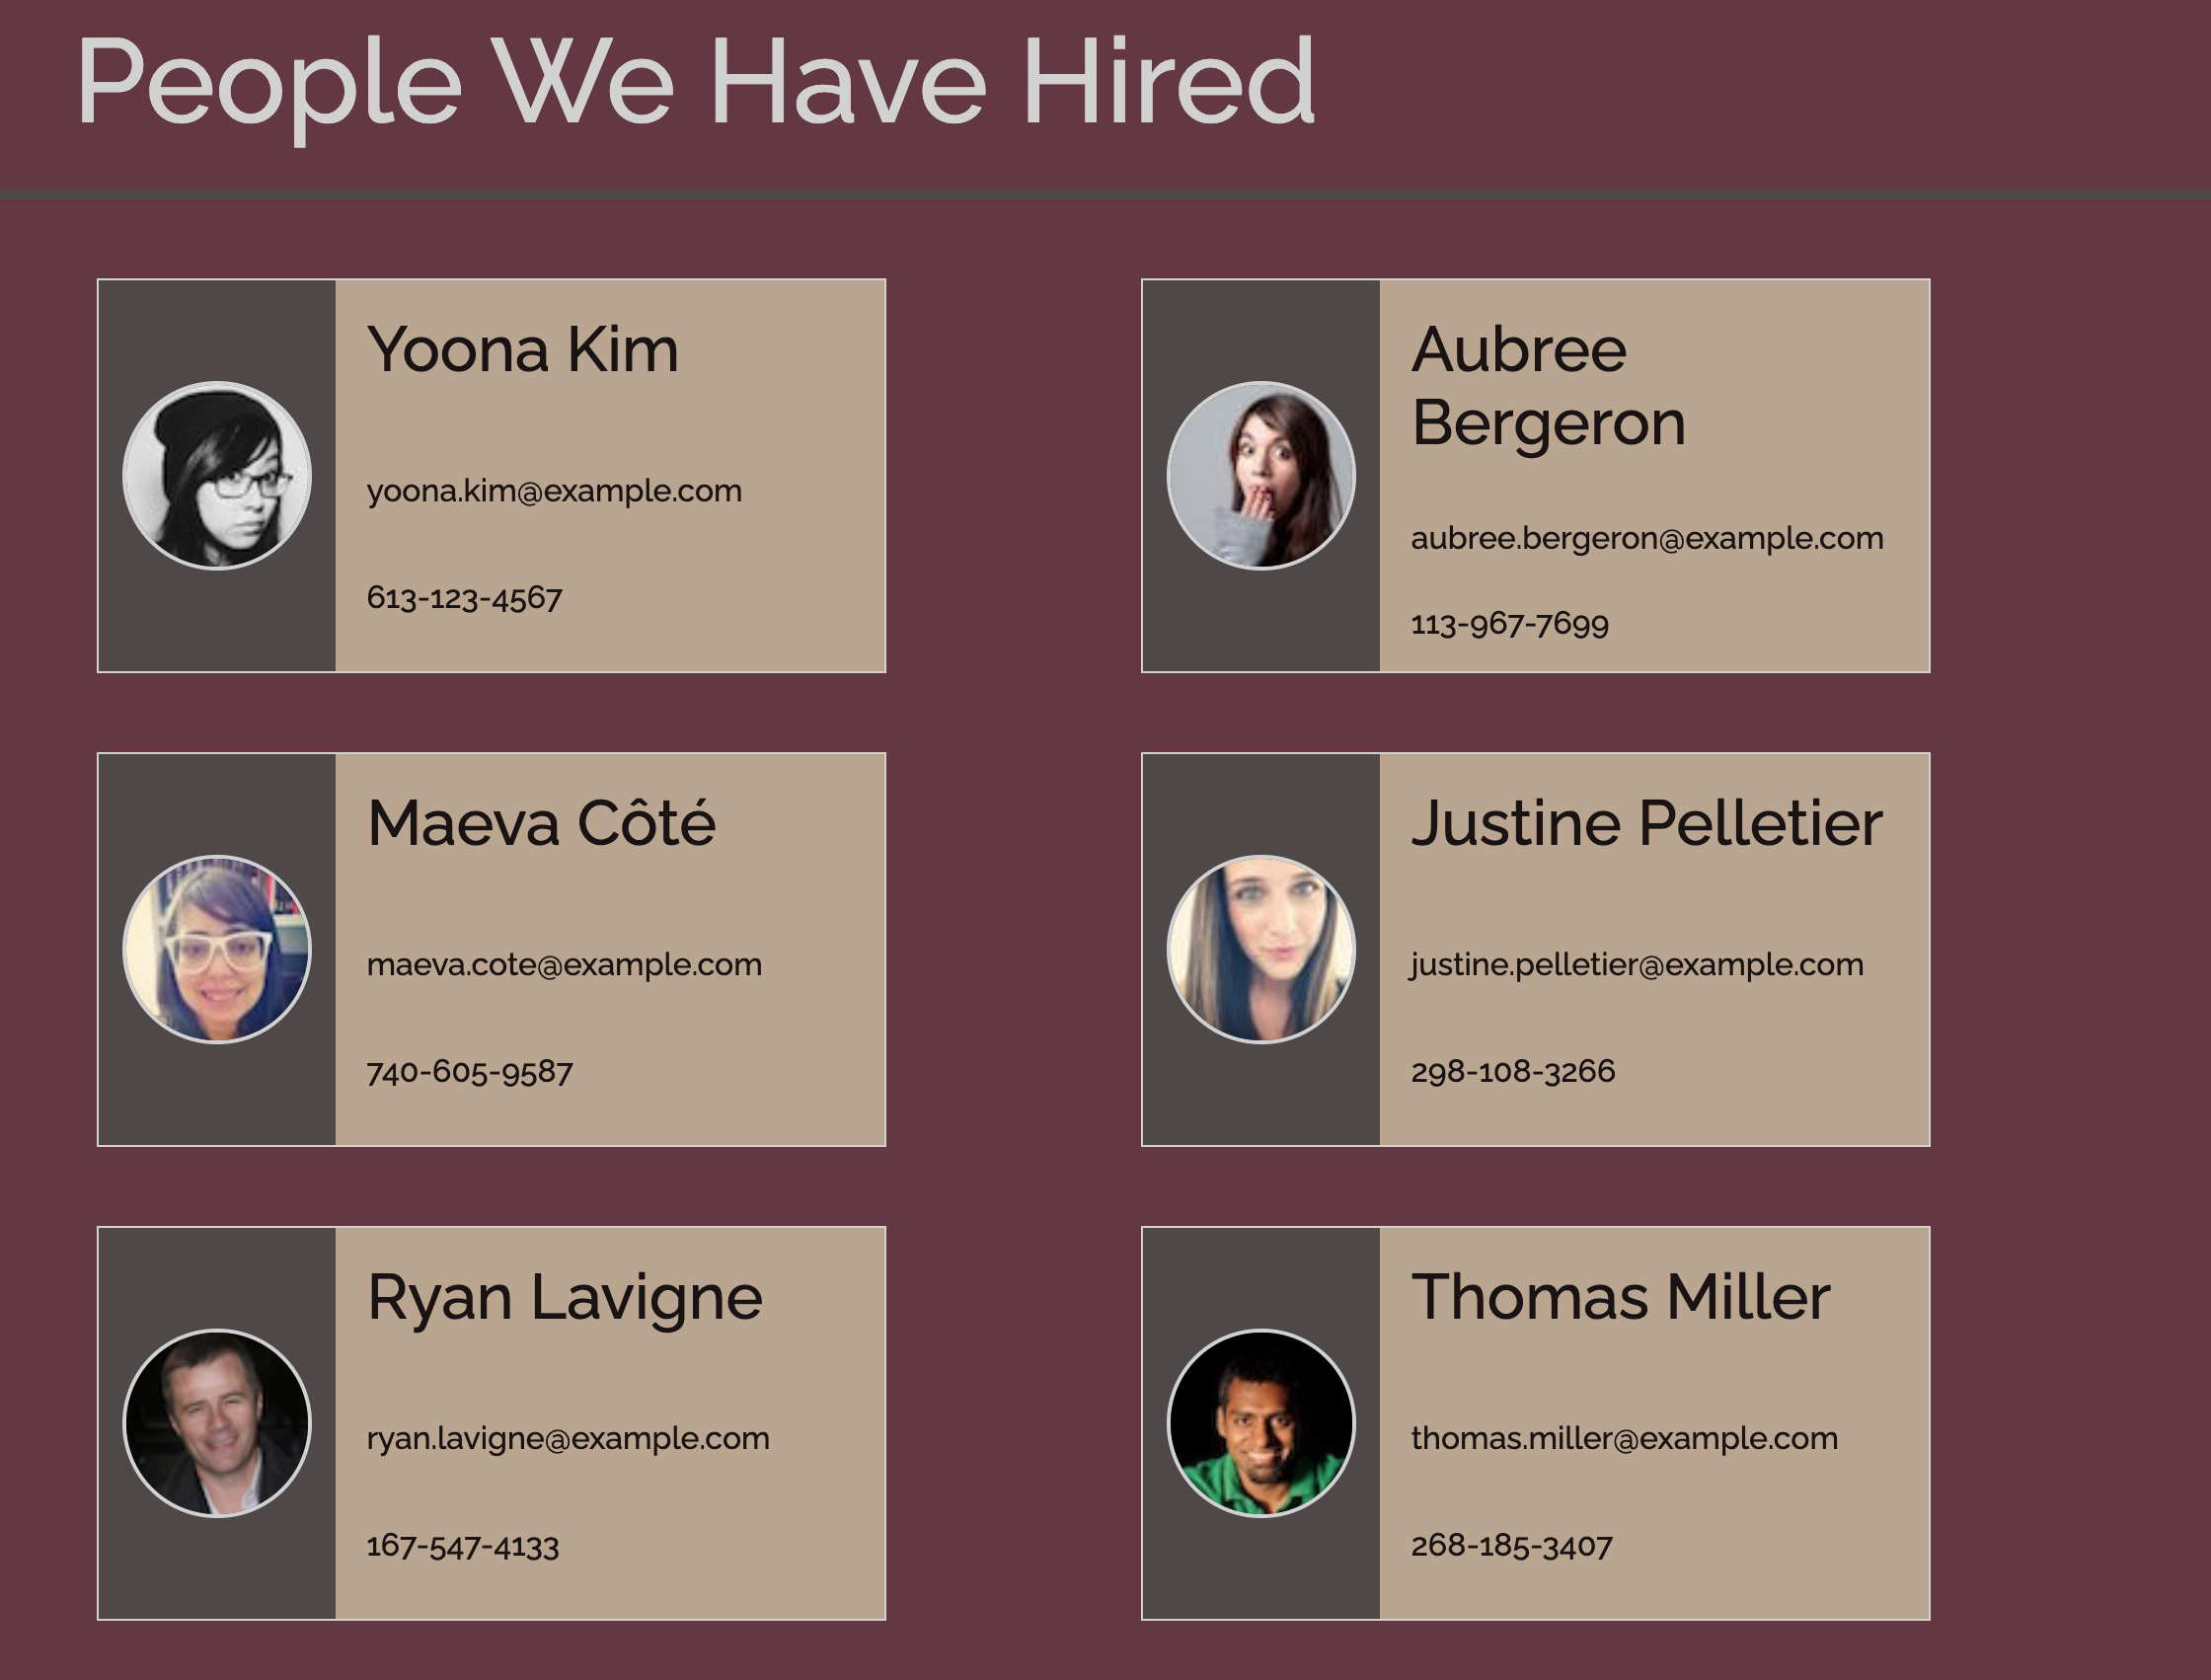 People We Have Hired
Yoona Kim
yoona.kim@example.com
613-123-4567
Aubree
Bergeron
aubree.bergeron@example.com
113-967-7699
Maeva Côté
maeva.cote@example.com
740-605-9587
Justine Pelletier
justine.pelletier@example.com
298-108-3266
Ryan Lavigne
ryan.lavigne@example.com
167-547-4133
Thomas Miller
thomas.miller@example.com
268-185-3407